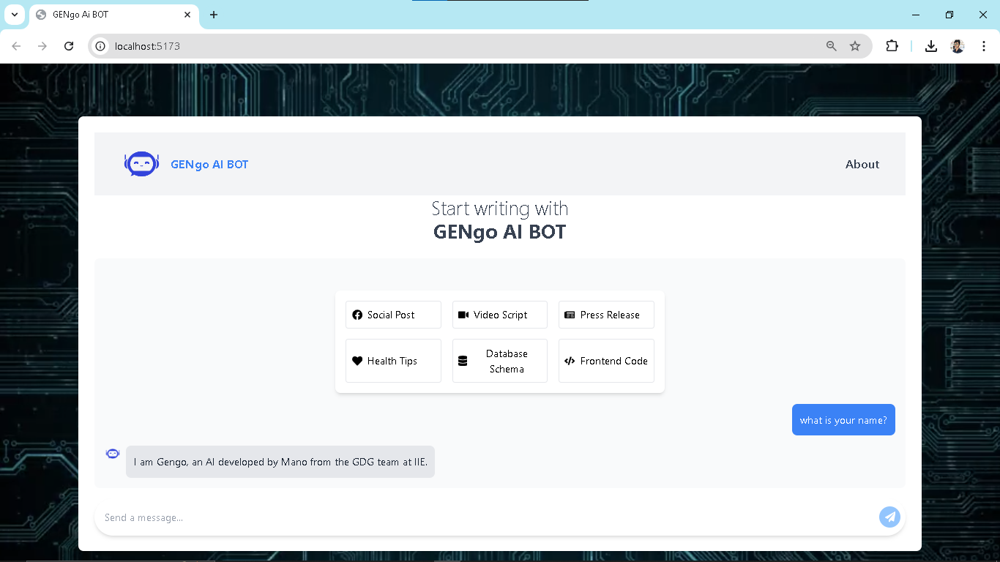 GENgo Ai BOT
localhost:5173
GENgo AI BOT
About
Start writing with
GENgo AI BOT
Social Post
Video Script
Press Release
Health Tips
Database
Schema
Frontend Code
what is your name?
I am Gengo, an AI developed by Mano from the GDG team at IIE.
Send a message...